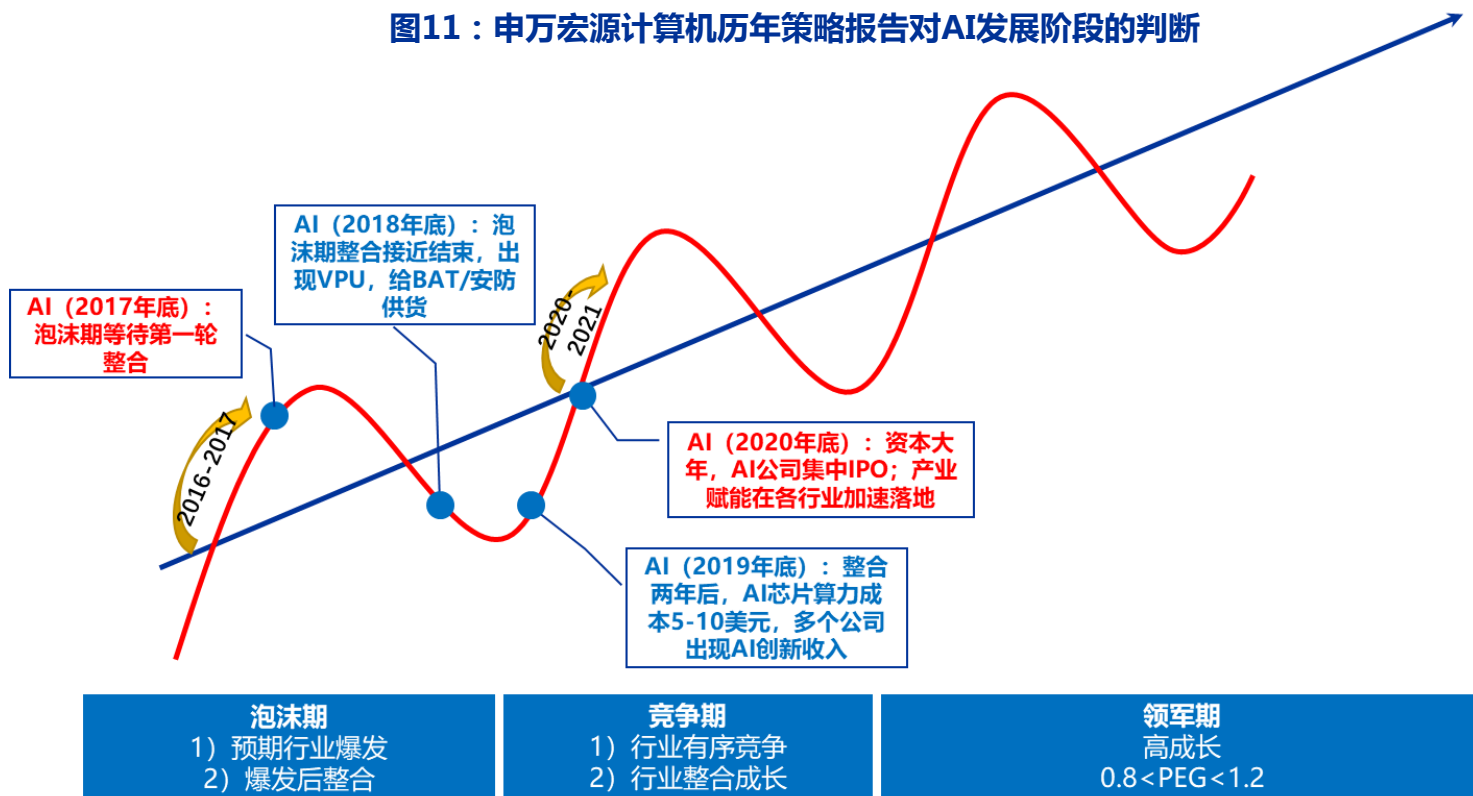 图11：申万宏源计算机历年策略报告对AI发展阶段的判断
AI（2018年底）：泡
沫期整合接近结束，出
现VPU，给BAT/安防
供货
AI（2017年底）：
泡沫期等待第一轮
整合
2016-2017
2020-
2021
AI（2020年底）：资本大
年，AI公司集中IPO；产业
赋能在各行业加速落地
AI（2019年底）：整合
两年后，AI芯片算力成
本5-10美元，多个公司
出现AI创新收入
泡沫期
1）预期行业爆发
2）爆发后整合
竞争期
1）行业有序竞争
2）行业整合成长
领军期
高成长
0.8<PEG<1.2